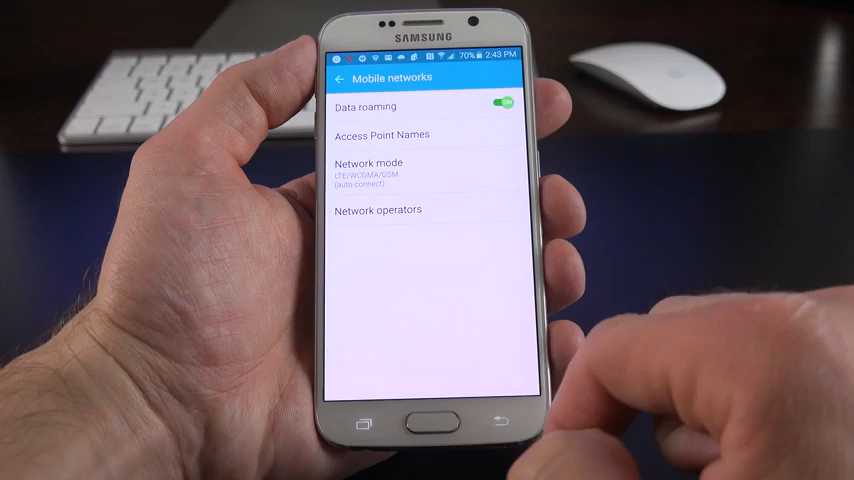 SAMSUNG
70% 2:43 PM
Mobile networks
Data roaming
ON
Access Point Names
Network mode
LTE/WCDMA/GSM
(auto connect)
Network operators